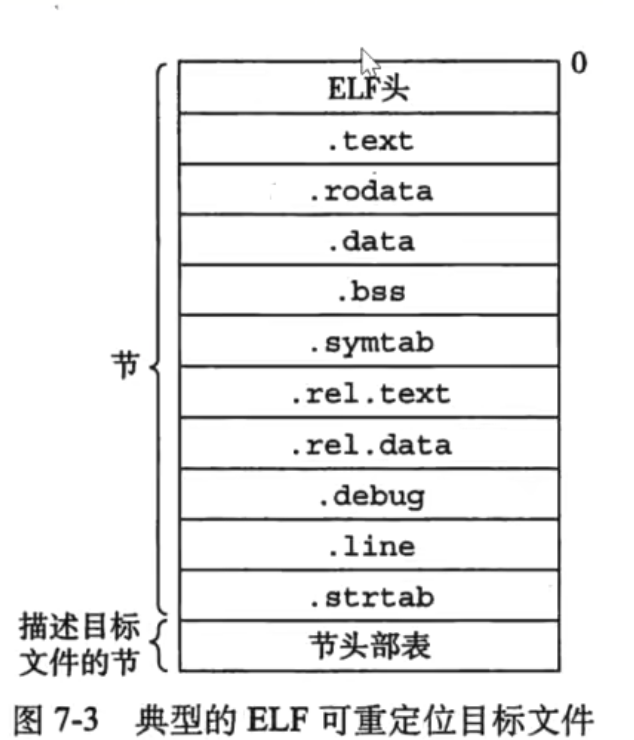 0
ELF头
.text
.rodata
.data
.bss
.symtab
节
.rel.text
.rel.data
.debug
.line
.strtab
描述目标
文件的节
节头部表
图 7-3 典型的 ELF 可重定位目标文件